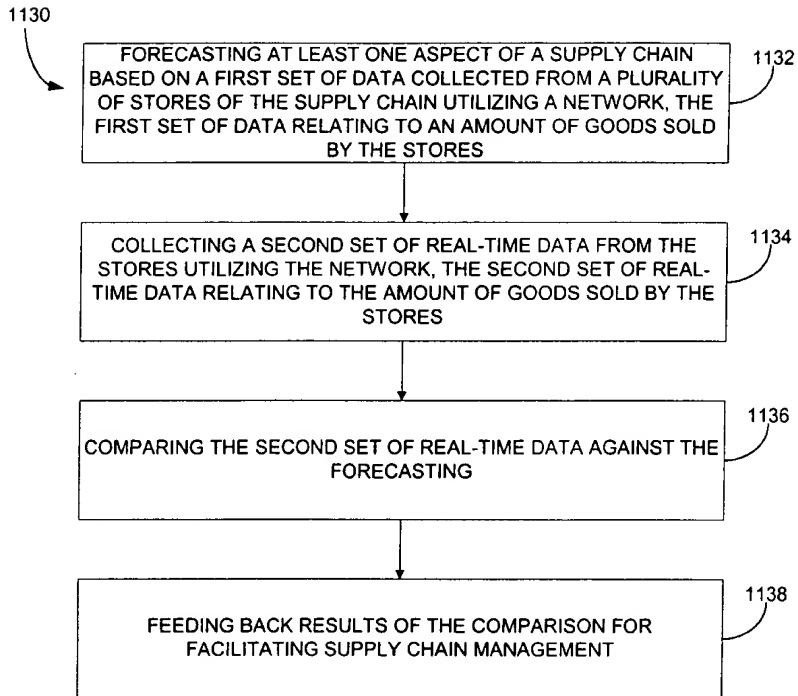 1130
FORECASTING AT LEAST ONE ASPECT OF A SUPPLY CHAIN
BASED ON A FIRST SET OF DATA COLLECTED FROM A PLURALITY
OF STORES OF THE SUPPLY CHAIN UTILIZING A NETWORK, THE
FIRST SET OF DATA RELATING TO AN AMOUNT OF GOODS SOLD
BY THE STORES
1132
COLLECTING A SECOND SET OF REAL-TIME DATA FROM THE
STORES UTILIZING THE NETWORK, THE SECOND SET OF REAL-
TIME DATA RELATING TO THE AMOUNT OF GOODS SOLD BY THE
STORES
1134
COMPARING THE SECOND SET OF REAL-TIME DATA AGAINST THE
FORECASTING
1136
FEEDING BACK RESULTS OF THE COMPARISON FOR
FACILITATING SUPPLY CHAIN MANAGEMENT
1138